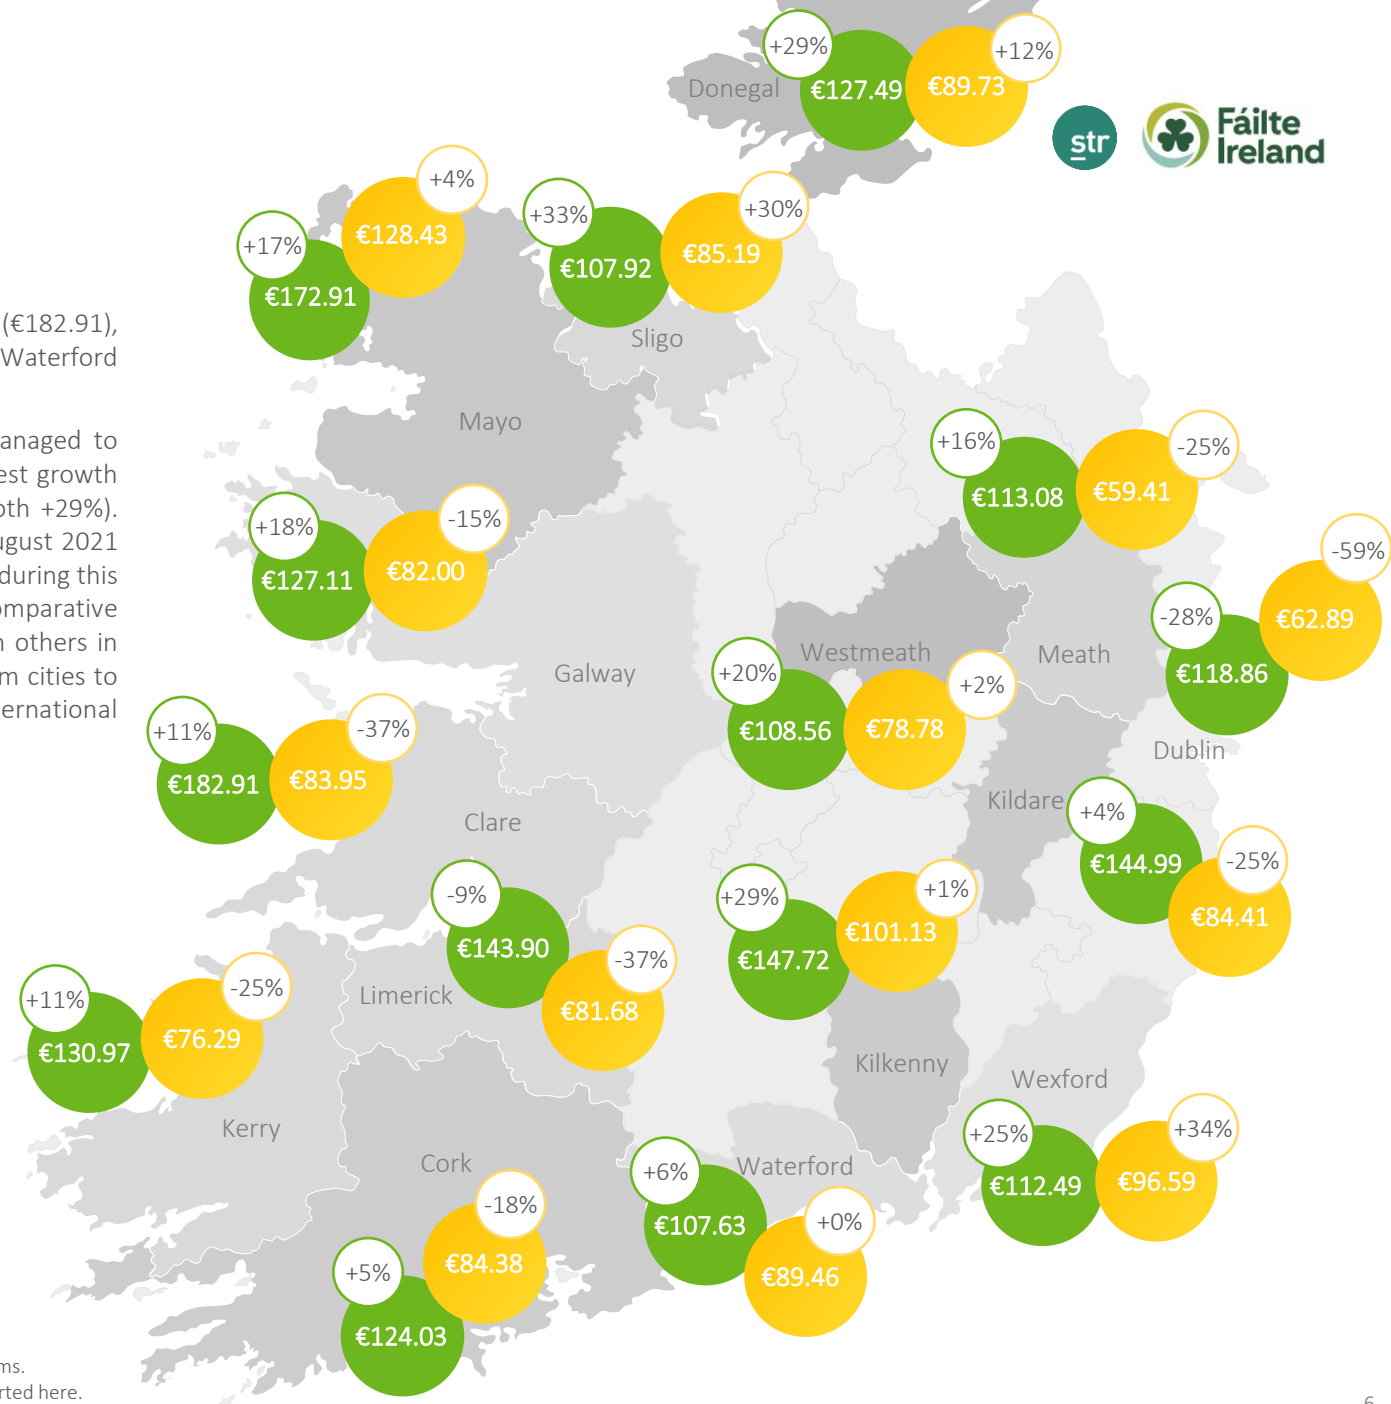 +29%
+12%
Donegal
€127.49
€89.73
str
Fáilte
Ireland
+4%
+17%
€128.43
€172.91
+33%
+30%
€107.92
€85.19
Sligo
(€182.91),
Waterford
Mayo
anaged to
est growth
oth +29%).
ugust 2021
during this
omparative
n others in
m cities to
ernational
+16%
-25%
€113.08
€59.41
+18%
-15%
€127.11
€82.00
-59%
-28%
€62.89
€118.86
Dublin
Galway
Westmeath
Meath
+20%
+2%
€108.56
€78.78
+11%
-37%
€182.91
€83.95
Clare
Kildare
+4%
-25%
€144.99
€84.41
-9%
-37%
€143.90
€81.68
Limerick
+29%
+1%
€147.72
€101.13
Kilkenny
+11%
-25%
€130.97
€76.29
Kerry
Wexford
+25%
+34%
€112.49
€96.59
Cork
-18%
+5%
€84.38
€124.03
Waterford
+6%
+0%
€107.63
€89.46
ms.
rted here.
6